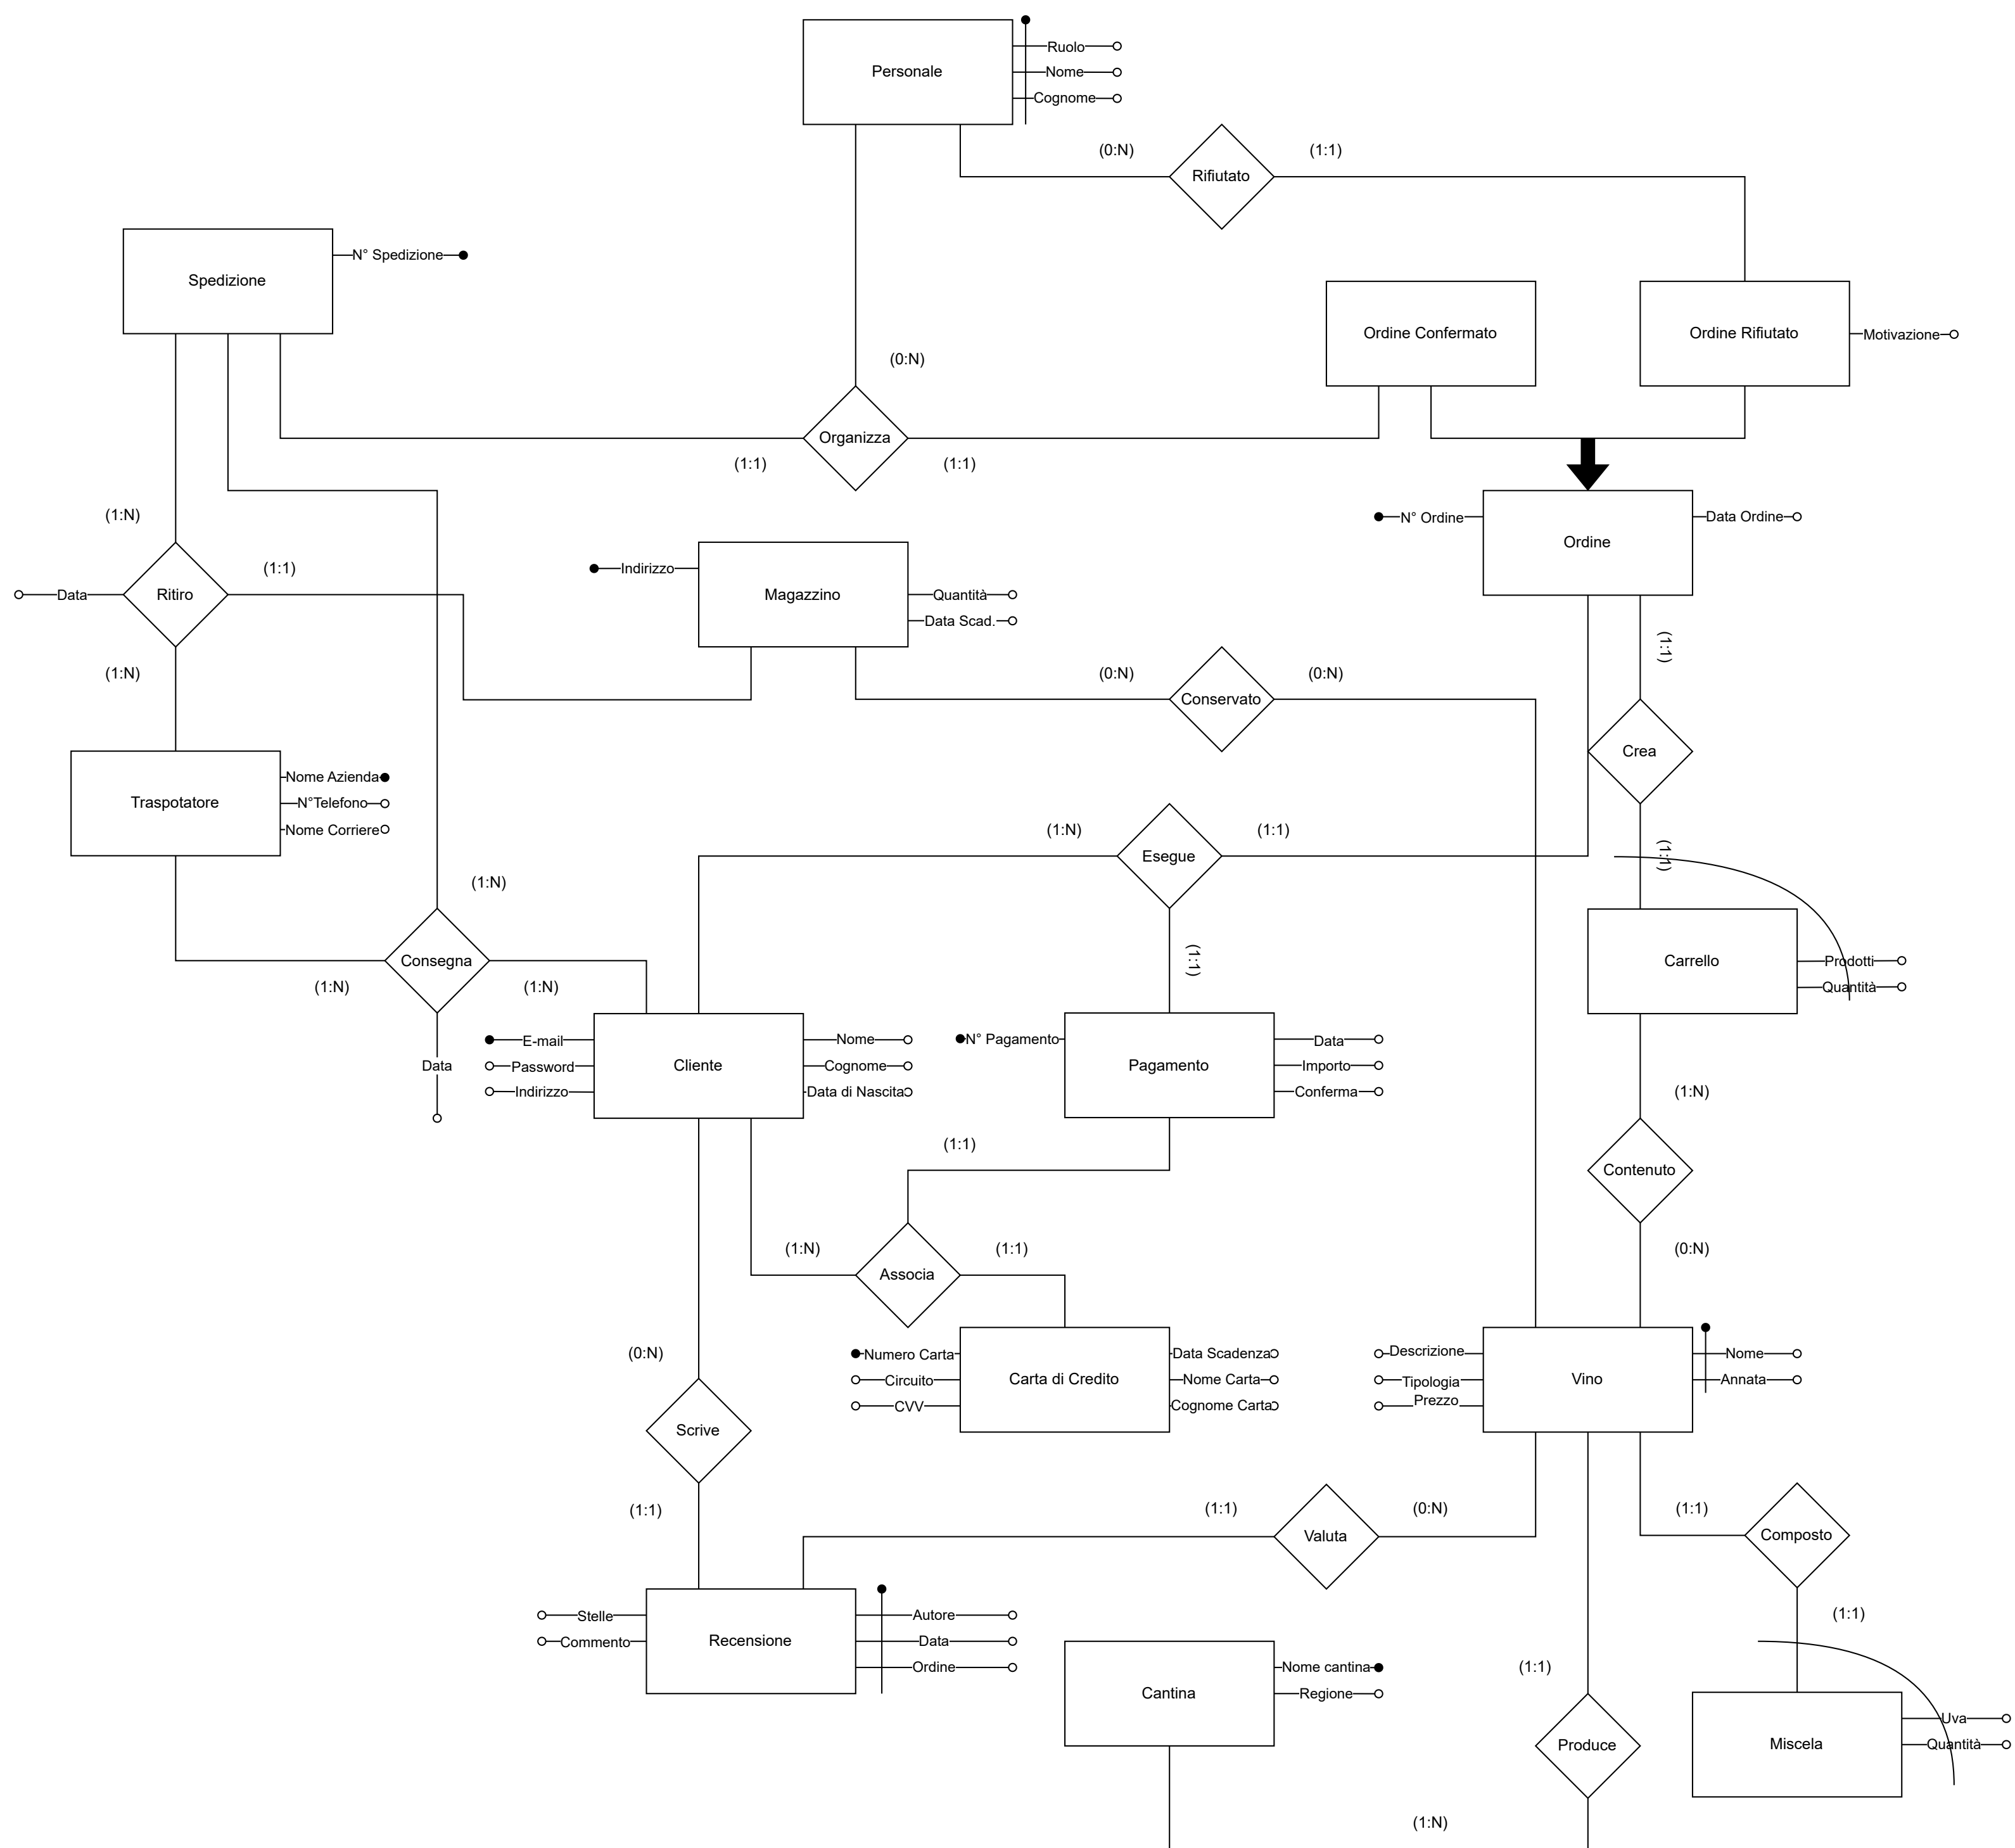 Ruolo
Personale
Nome
Cognome
(0:N)
(1:1)
Rifiutato
N° Spedizione
Spedizione
Ordine Confermato
Ordine Rifiutato
Motivazione
(0:N)
Organizza
(1:1)
(1:1)
(1:N)
N° Ordine
Data Ordine
Ordine
(1:1)
Indirizzo
Data
Ritiro
Magazzino
Quantità
Data Scad.
(1:1)
(1:N)
(0:N)
(0:N)
Conservato
Crea
Nome Azienda
Traspotatore
N°Telefono
Nome Corriere
(1:N)
(1:1)
Esegue
(1:1)
(1:N)
Consegna
(1:1)
Carrello
Prodotti
Quantità
(1:N)
(1:N)
E-mail
Nome
N° Pagamento
Data
Data
Password
Cliente
Cognome
Pagamento
Importo
Indirizzo
Data di Nascita
Conferma
(1:N)
(1:1)
Contenuto
(1:N)
(1:1)
(0:N)
Associa
(0:N)
Numero Carta
Data Scadenza
Descrizione
Nome
Circuito
Carta di Credito
Nome Carta
Tipologia
Vino
Annata
CVV
Cognome Carta
Prezzo
Scrive
(1:1)
(1:1)
(0:N)
(1:1)
Valuta
Composto
Stelle
Autore
(1:1)
Commento
Recensione
Data
Ordine
Nome cantina
(1:1)
Cantina
Regione
Uva
Produce
Miscela
Quantità
(1:N)